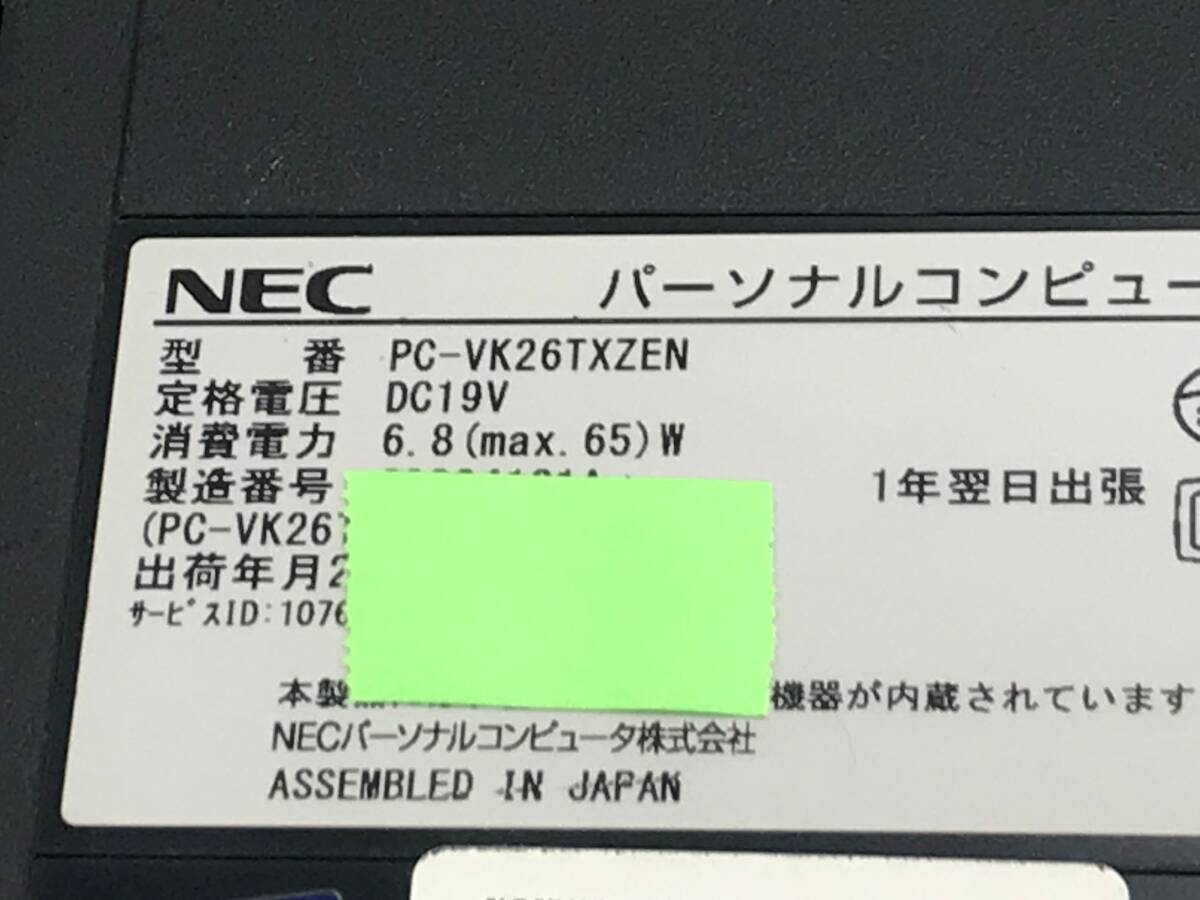 NEC パーソナルコンピュー
型 番 PC-VK26TXZEN
定格電圧 DC19V
消費電力 6.8(max.65)W
製造番号
1年翌日出張
(PC-VK26
出荷年月2
ｻｰﾋﾞｽID:1076
本製 機器が内蔵されています
NECパーソナルコンピュータ株式会社
ASSEMBLED IN JAPAN